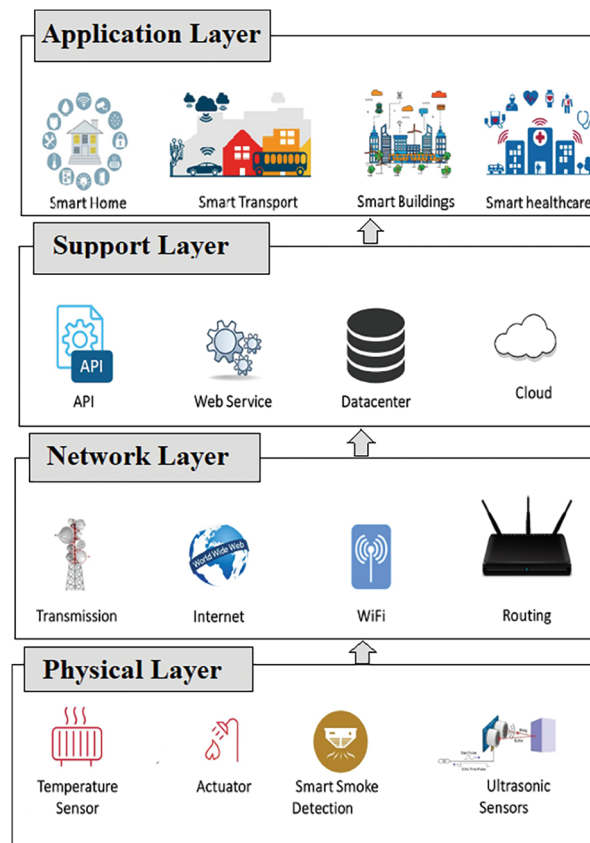 Application Layer
Smart Home
Smart Transport
Smart Buildings
Smart healthcare
Support Layer
API
API
Web Service
Datacenter
Cloud
Network Layer
World Wide Web
Transmission
Internet
WiFi
Routing
Physical Layer
Temperature
Sensor
Actuator
Smart Smoke
Detection
Ultrasonic
Sensors